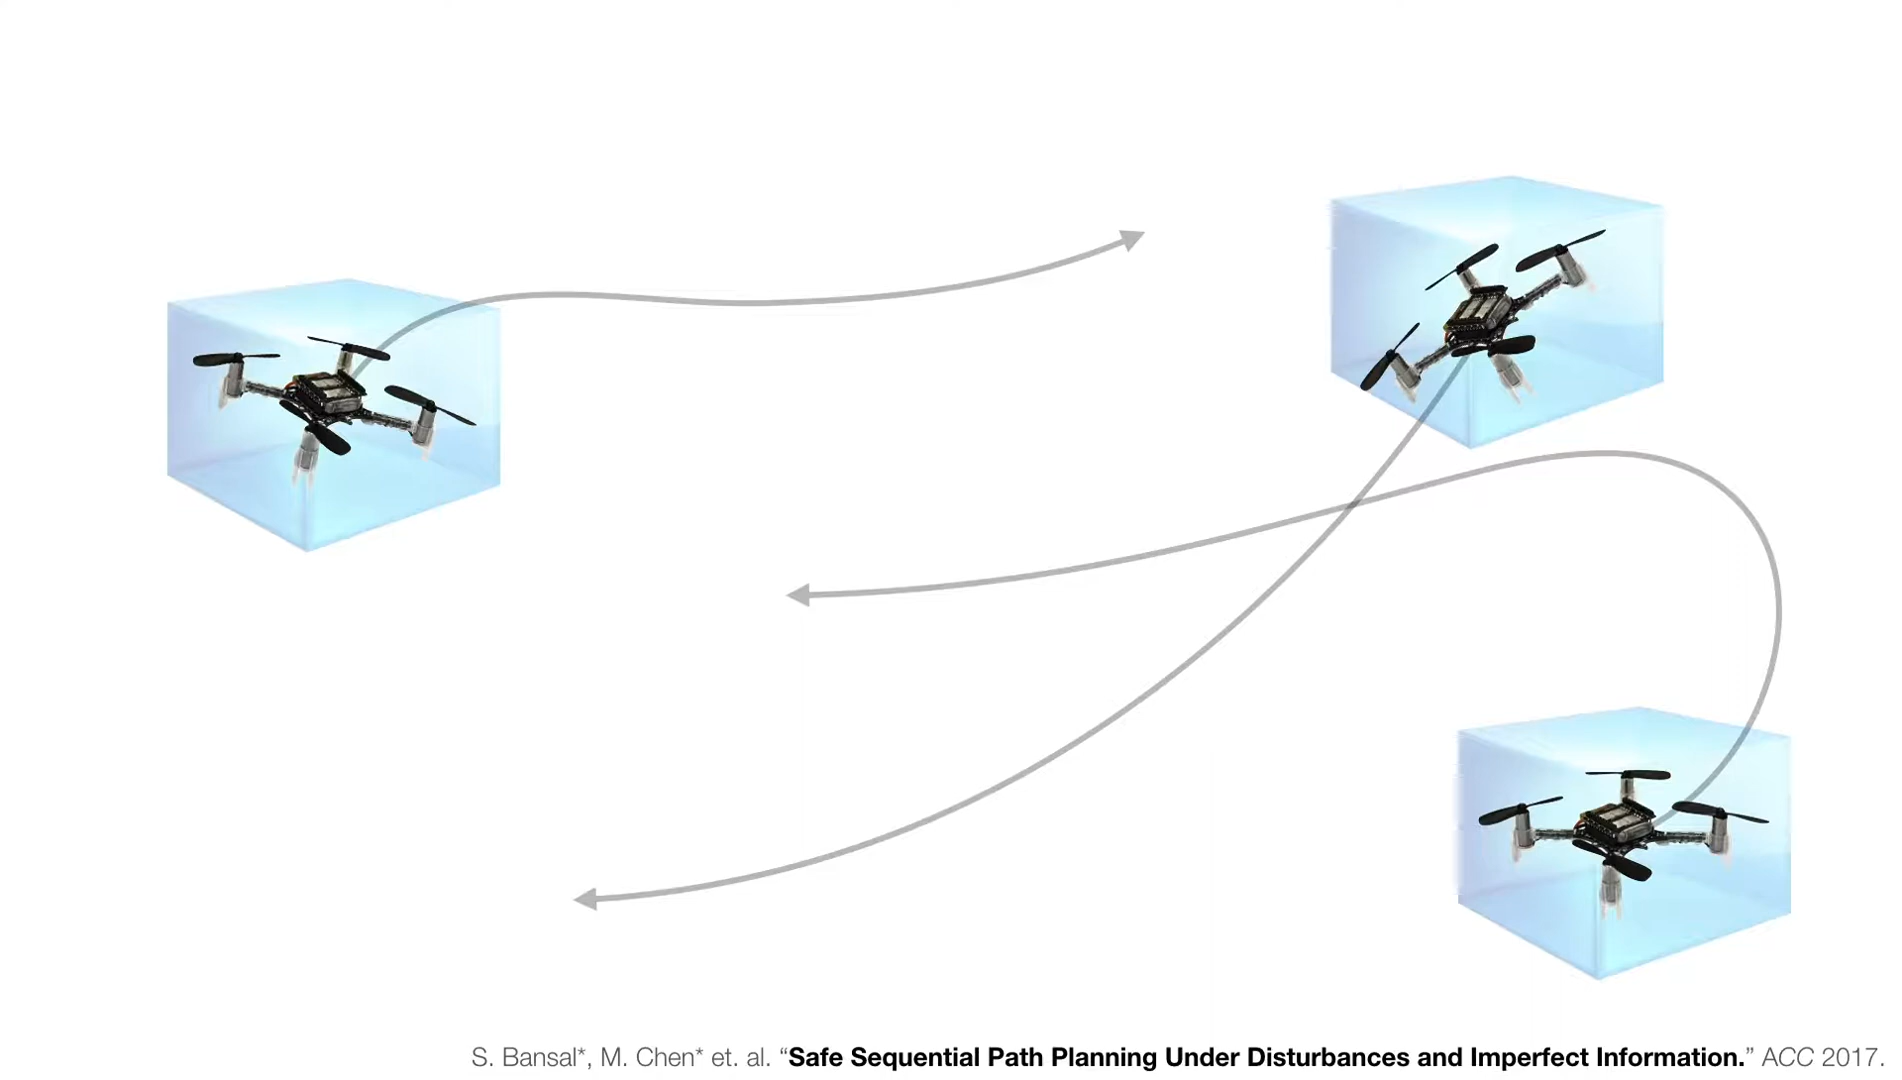 S. Bansal*, M. Chen* et. al. “Safe Sequential Path Planning Under Disturbances and Imperfect Information.” ACC 2017.